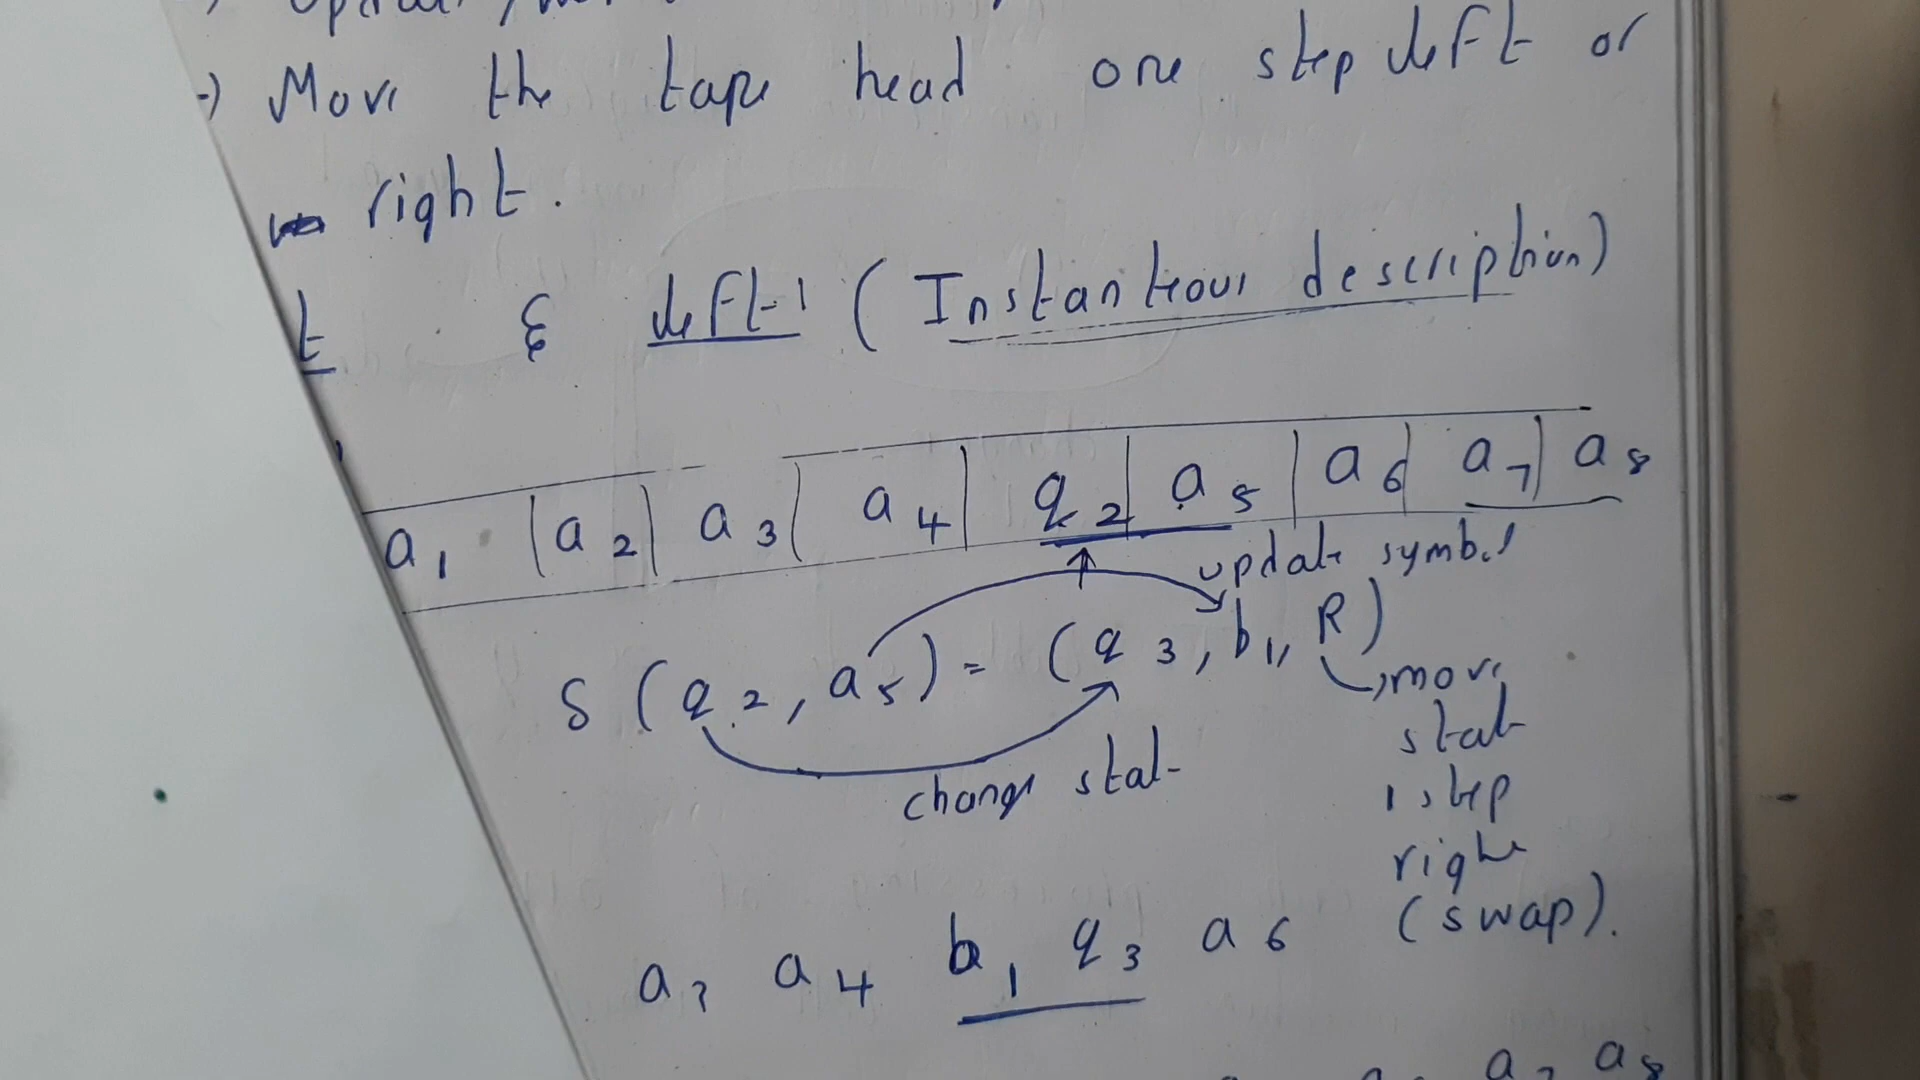 →) Move the tape head one step left or
right.
t & left ! (Instanteous description)
a1 | a2 | a3 | a4 | q2 | a5 | a6 | a7 | a8
update symbol
δ (q2, a5) = (q3, b1, R)
change state
move
state
1 step
right
(swap).
a3 a4 b1 q3 a6
a7 a8